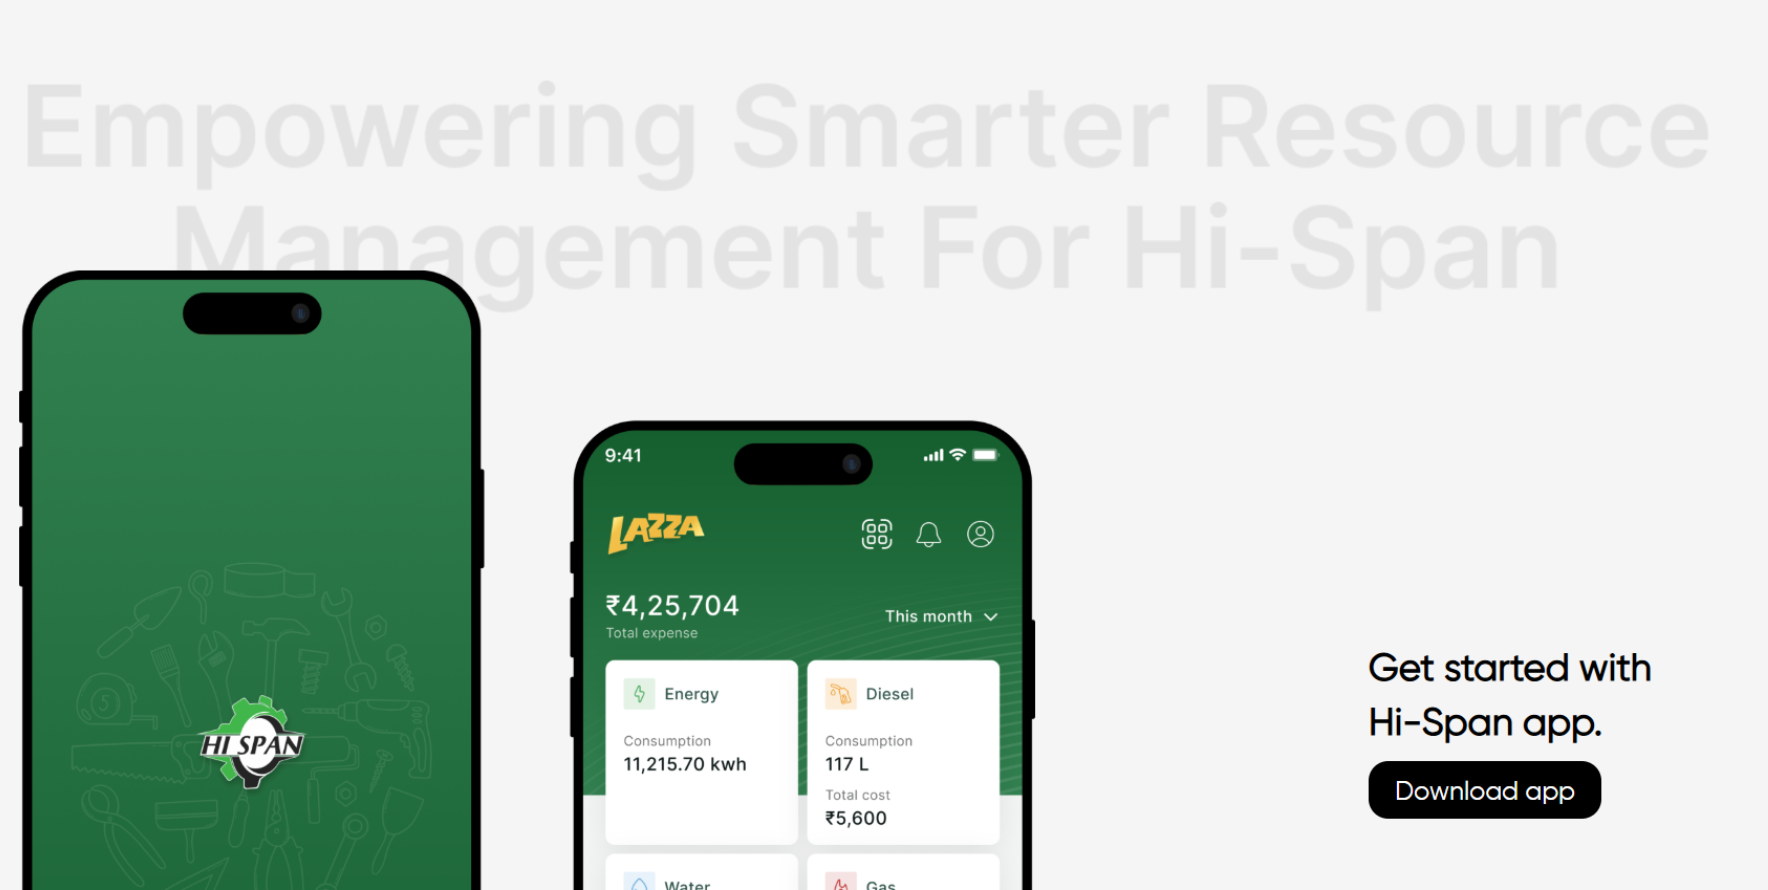 Empowering Smarter Resource
Management For Hi-Span
HI SPAN
9:41
LAZZA
₹4,25,704
Total expense
This month
Energy
Consumption
11,215.70 kwh
Diesel
Consumption
117 L
Total cost
₹5,600
Water
Gas
Get started with
Hi-Span app.
Download app